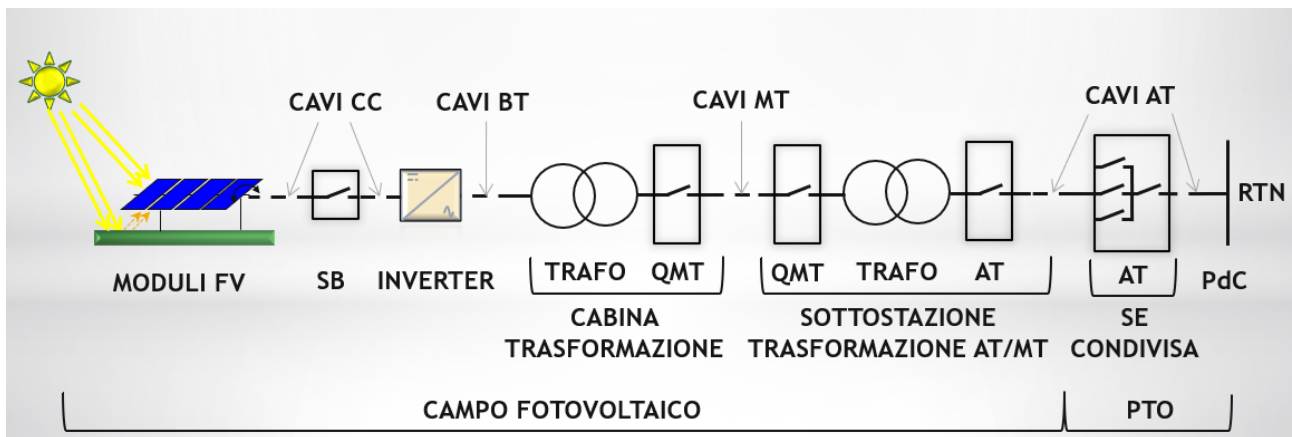 CAVI CC
CAVI BT
CAVI MT
CAVI AT
RTN
MODULI FV
SB
INVERTER
TRAFO
QMT
QMT
TRAFO
AT
AT
PdC
CABINA
TRASFORMAZIONE
SOTTOSTAZIONE
TRASFORMAZIONE AT/MT
SE
CONDIVISA
CAMPO FOTOVOLTAICO
PTO